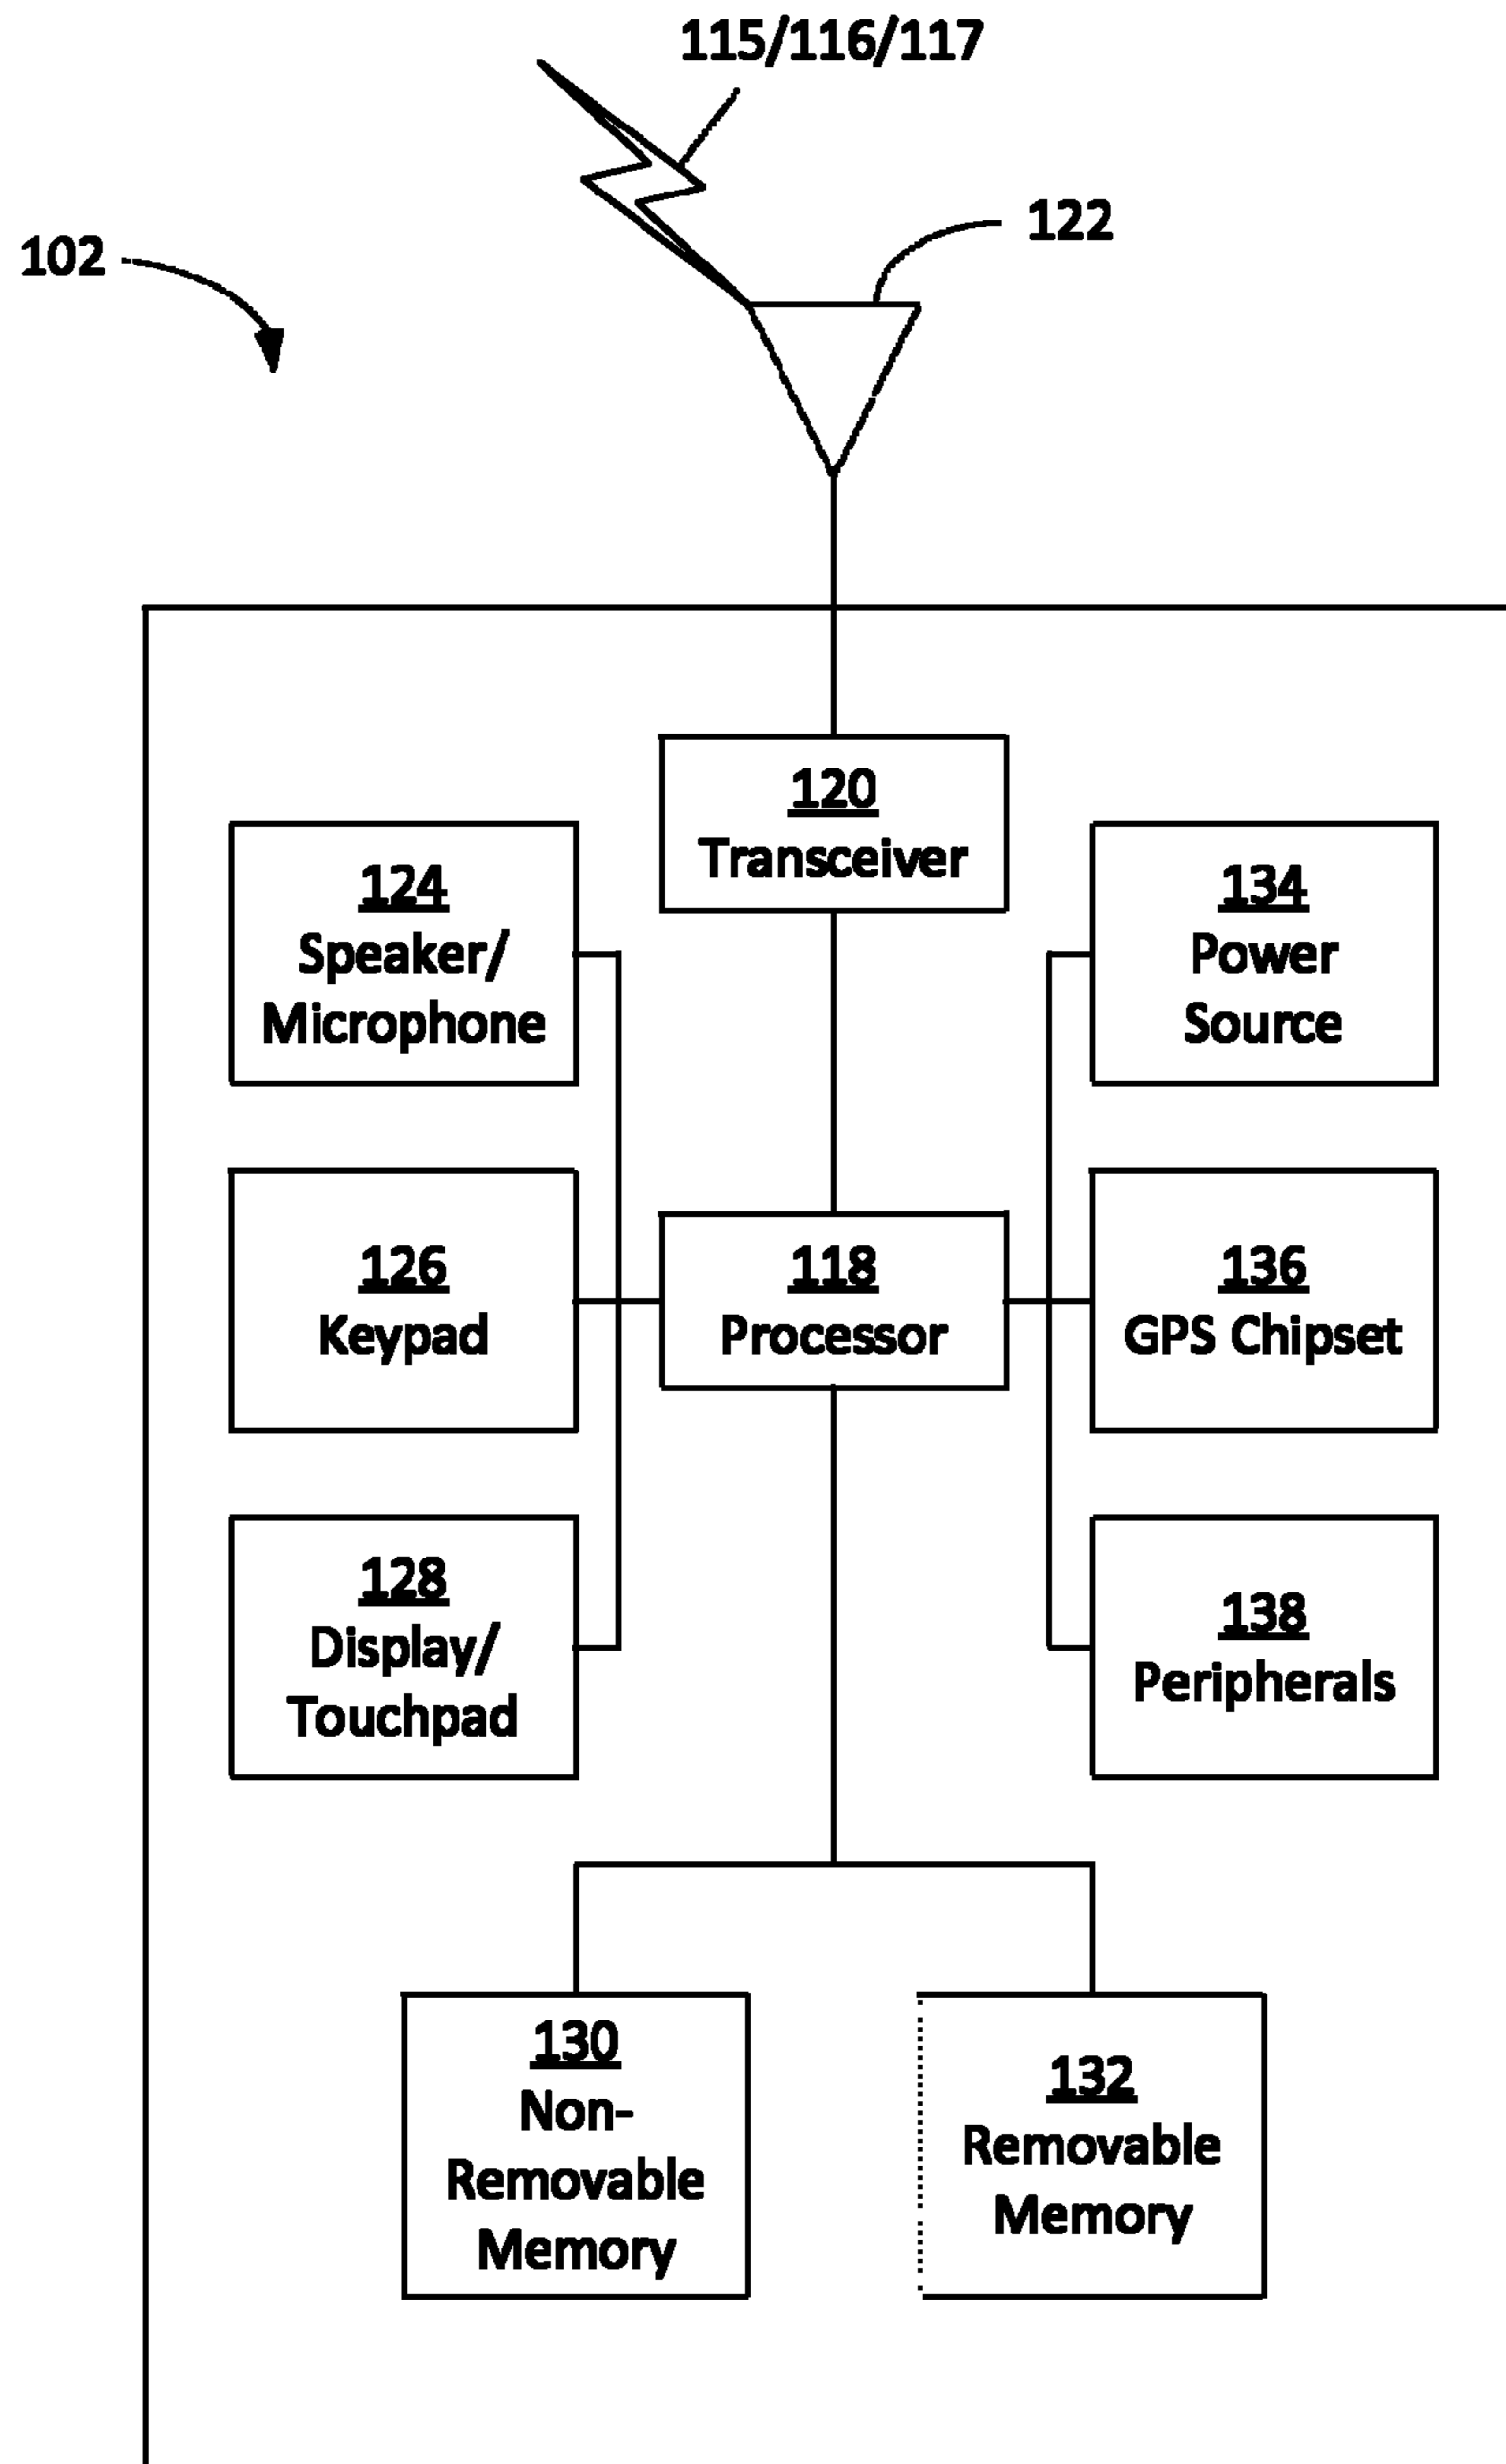 115/116/117
122
102
120
Transceiver
124
Speaker/
Microphone
134
Power
Source
126
Keypad
118
Processor
136
GPS Chipset
128
Display/
Touchpad
138
Peripherals
130
Non-
Removable
Memory
132
Removable
Memory